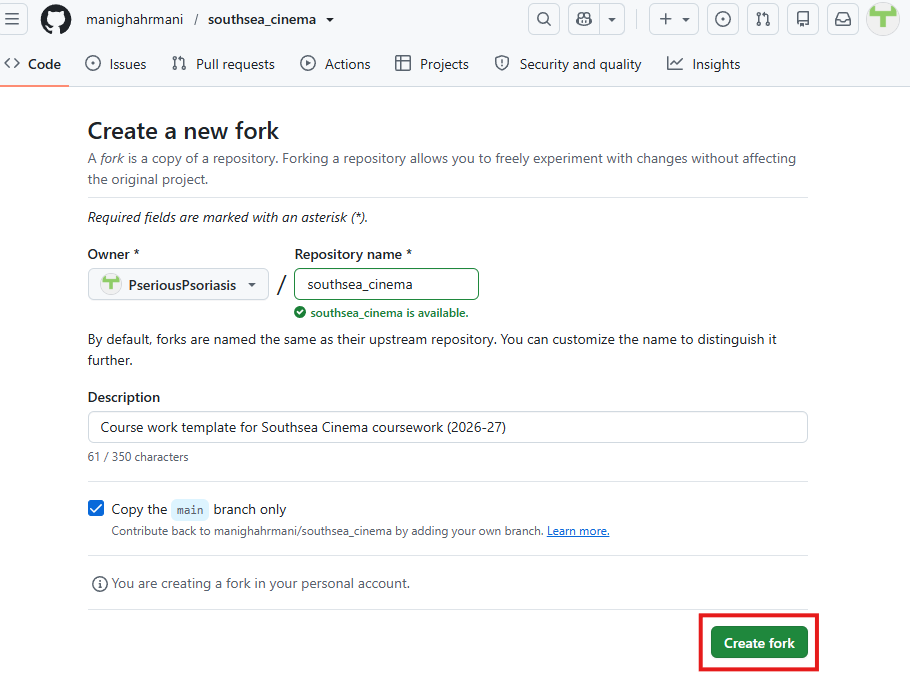 manighahrmani / southsea_cinema
Code Issues Pull requests Actions Projects Security and quality Insights
Create a new fork
A fork is a copy of a repository. Forking a repository allows you to freely experiment with changes without affecting
the original project.
Required fields are marked with an asterisk (*).
Owner * Repository name *
PseriousPsoriasis / southsea_cinema
southsea_cinema is available.
By default, forks are named the same as their upstream repository. You can customize the name to distinguish it
further.
Description
Course work template for Southsea Cinema coursework (2026-27)
61 / 350 characters
Copy the main branch only
Contribute back to manighahrmani/southsea_cinema by adding your own branch. Learn more.
You are creating a fork in your personal account.
Create fork